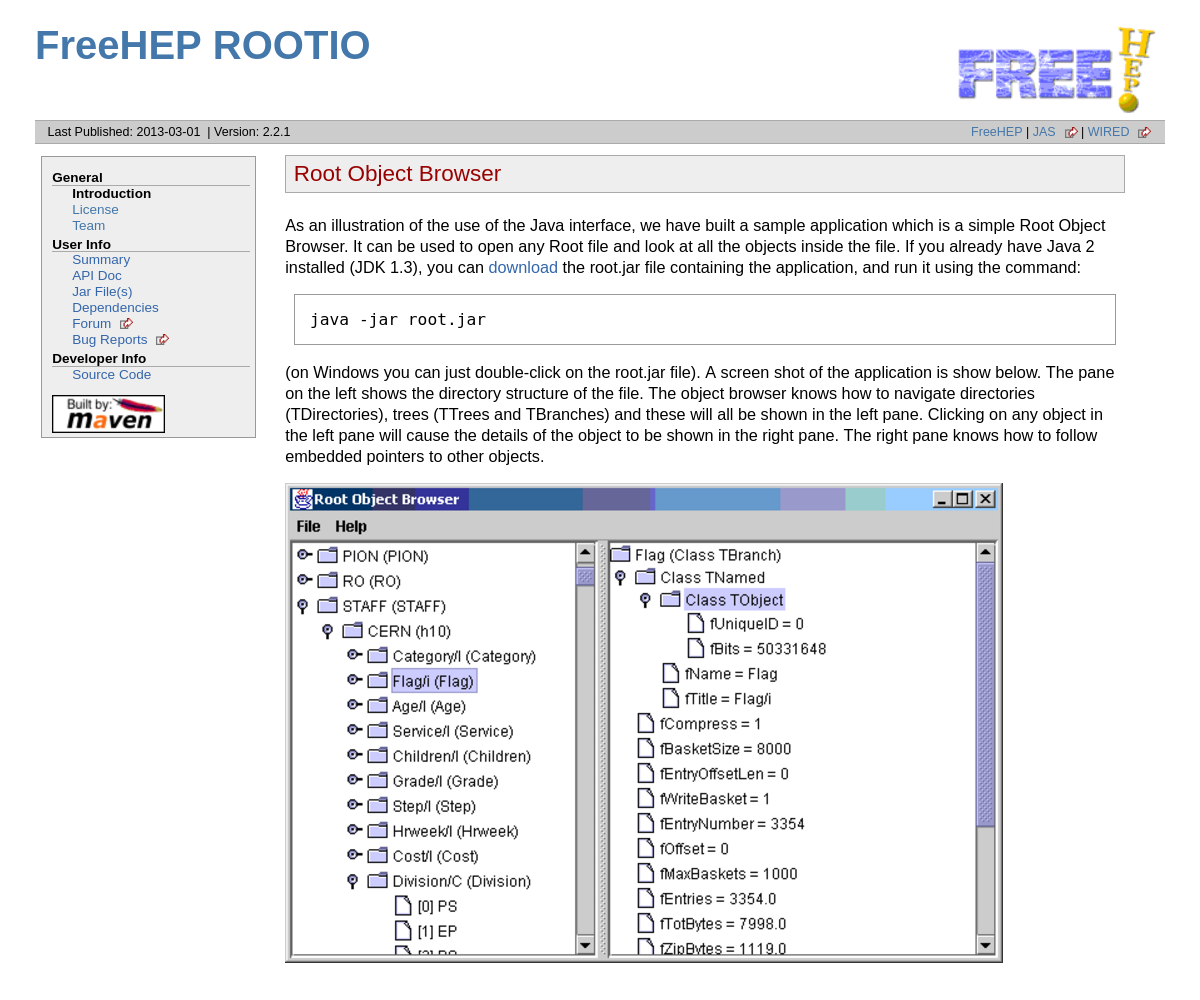 FreeHEP ROOTIO
FREE HEP!
Last Published: 2013-03-01 | Version: 2.2.1
FreeHEP | JAS | WIRED
General
Introduction
License
Team
User Info
Summary
API Doc
Jar File(s)
Dependencies
Forum
Bug Reports
Developer Info
Source Code
Built by:
maven
Root Object Browser
As an illustration of the use of the Java interface, we have built a sample application which is a simple Root Object
Browser. It can be used to open any Root file and look at all the objects inside the file. If you already have Java 2
installed (JDK 1.3), you can download the root.jar file containing the application, and run it using the command:
java -jar root.jar
(on Windows you can just double-click on the root.jar file). A screen shot of the application is show below. The pane
on the left shows the directory structure of the file. The object browser knows how to navigate directories
(TDirectories), trees (TTrees and TBranches) and these will all be shown in the left pane. Clicking on any object in
the left pane will cause the details of the object to be shown in the right pane. The right pane knows how to follow
embedded pointers to other objects.
Root Object Browser
File Help
PION (PION)
RO (RO)
STAFF (STAFF)
CERN (h10)
Category/I (Category)
Flag/i (Flag)
Age/I (Age)
Service/I (Service)
Children/I (Children)
Grade/I (Grade)
Step/I (Step)
Hrweek/I (Hrweek)
Cost/I (Cost)
Division/C (Division)
[0] PS
[1] EP
Flag (Class TBranch)
Class TNamed
Class TObject
fUniqueID = 0
fBits = 50331648
fName = Flag
fTitle = Flag/i
fCompress = 1
fBasketSize = 8000
fEntryOffsetLen = 0
fWriteBasket = 1
fEntryNumber = 3354
fOffset = 0
fMaxBaskets = 1000
fEntries = 3354.0
fTotBytes = 7998.0
fZipBytes = 1119.0